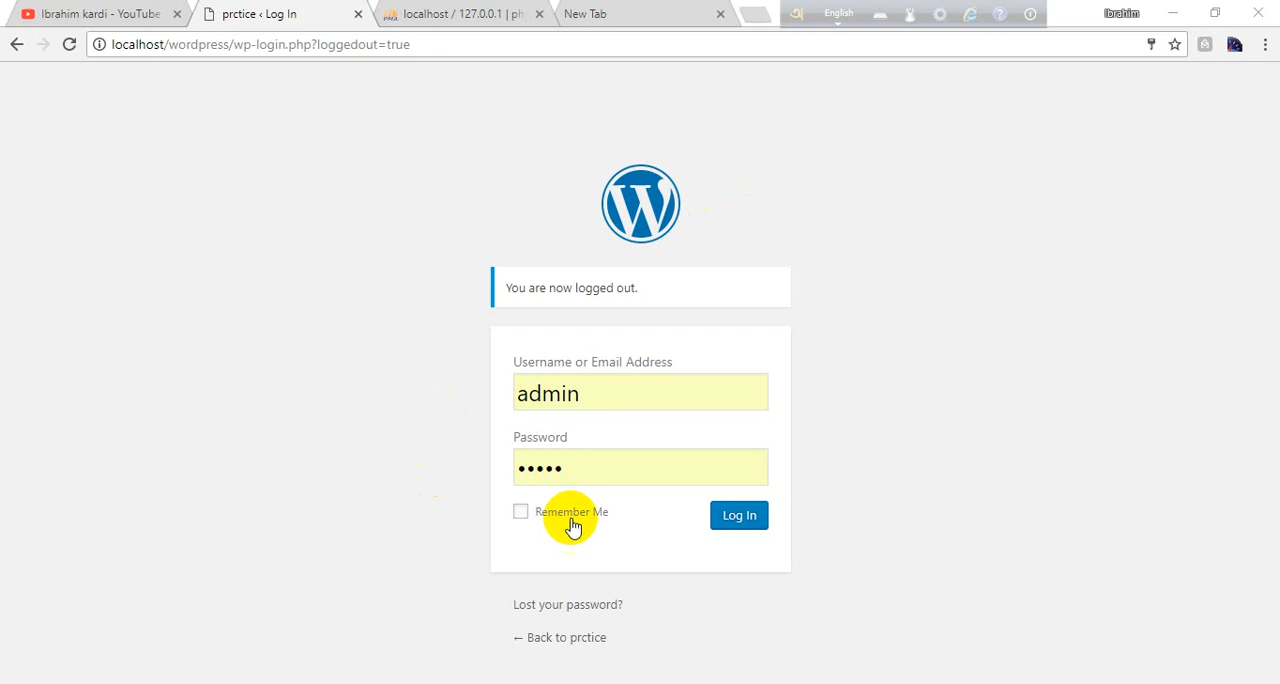 Ibrahim kardi - YouTube
prctice ‹ Log In
localhost / 127.0.0.1 | ph
New Tab
English
Ibrahim
localhost/wordpress/wp-login.php?loggedout=true
You are now logged out.
Username or Email Address
admin
Password
•••••
Remember Me
Log In
Lost your password?
← Back to prctice